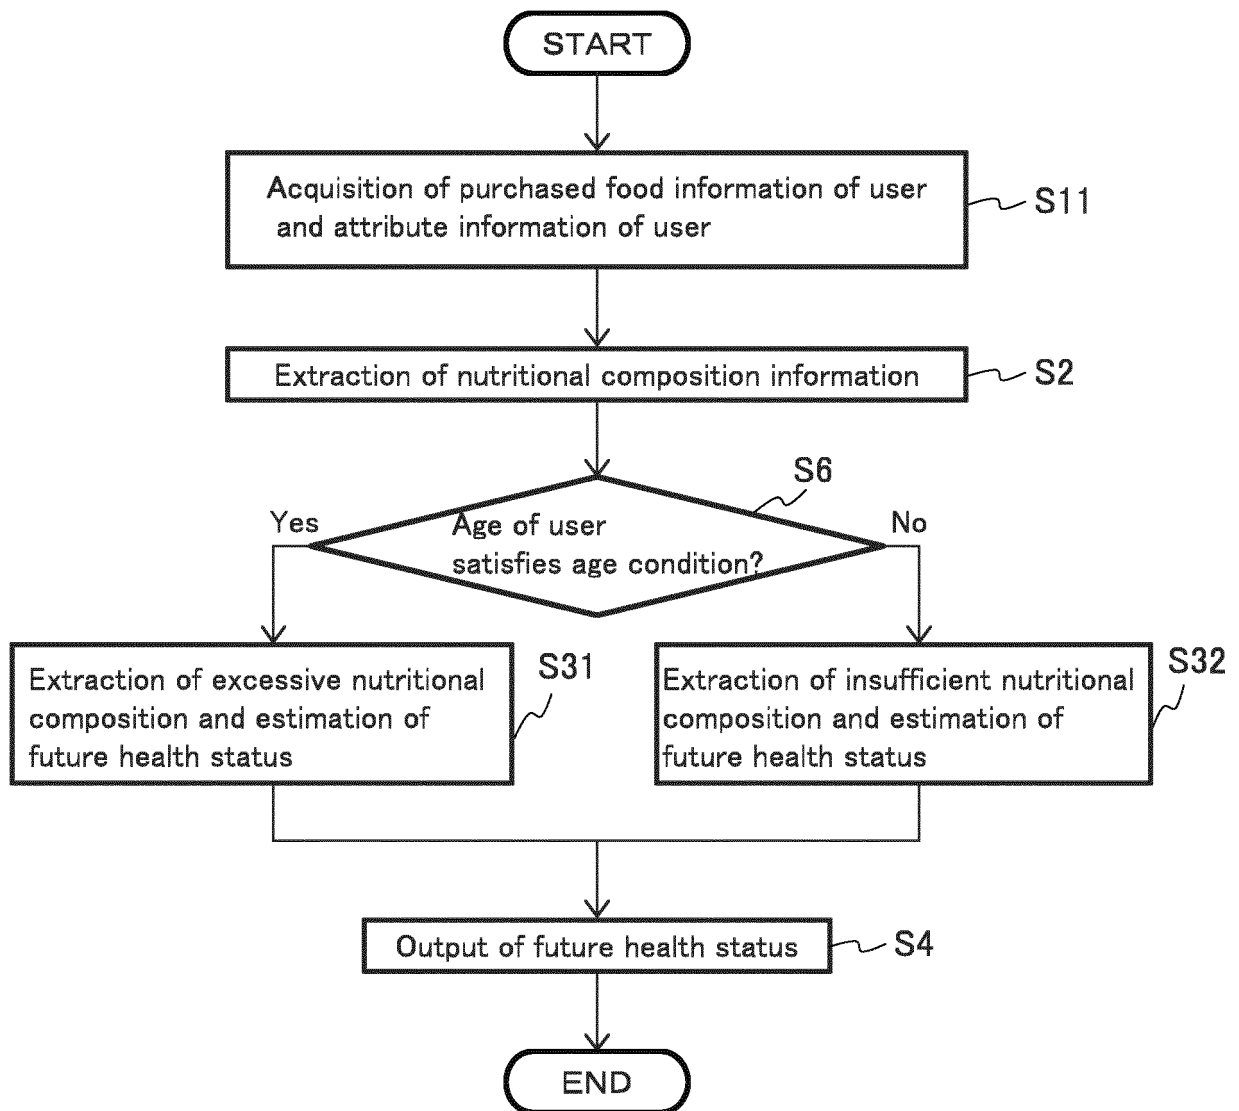 START
Acquisition of purchased food information of user
and attribute information of user
S11
Extraction of nutritional composition information
S2
S6
Yes
Age of user
satisfies age condition?
No
Extraction of excessive nutritional
composition and estimation of
future health status
S31
Extraction of insufficient nutritional
composition and estimation of
future health status
S32
Output of future health status
S4
END